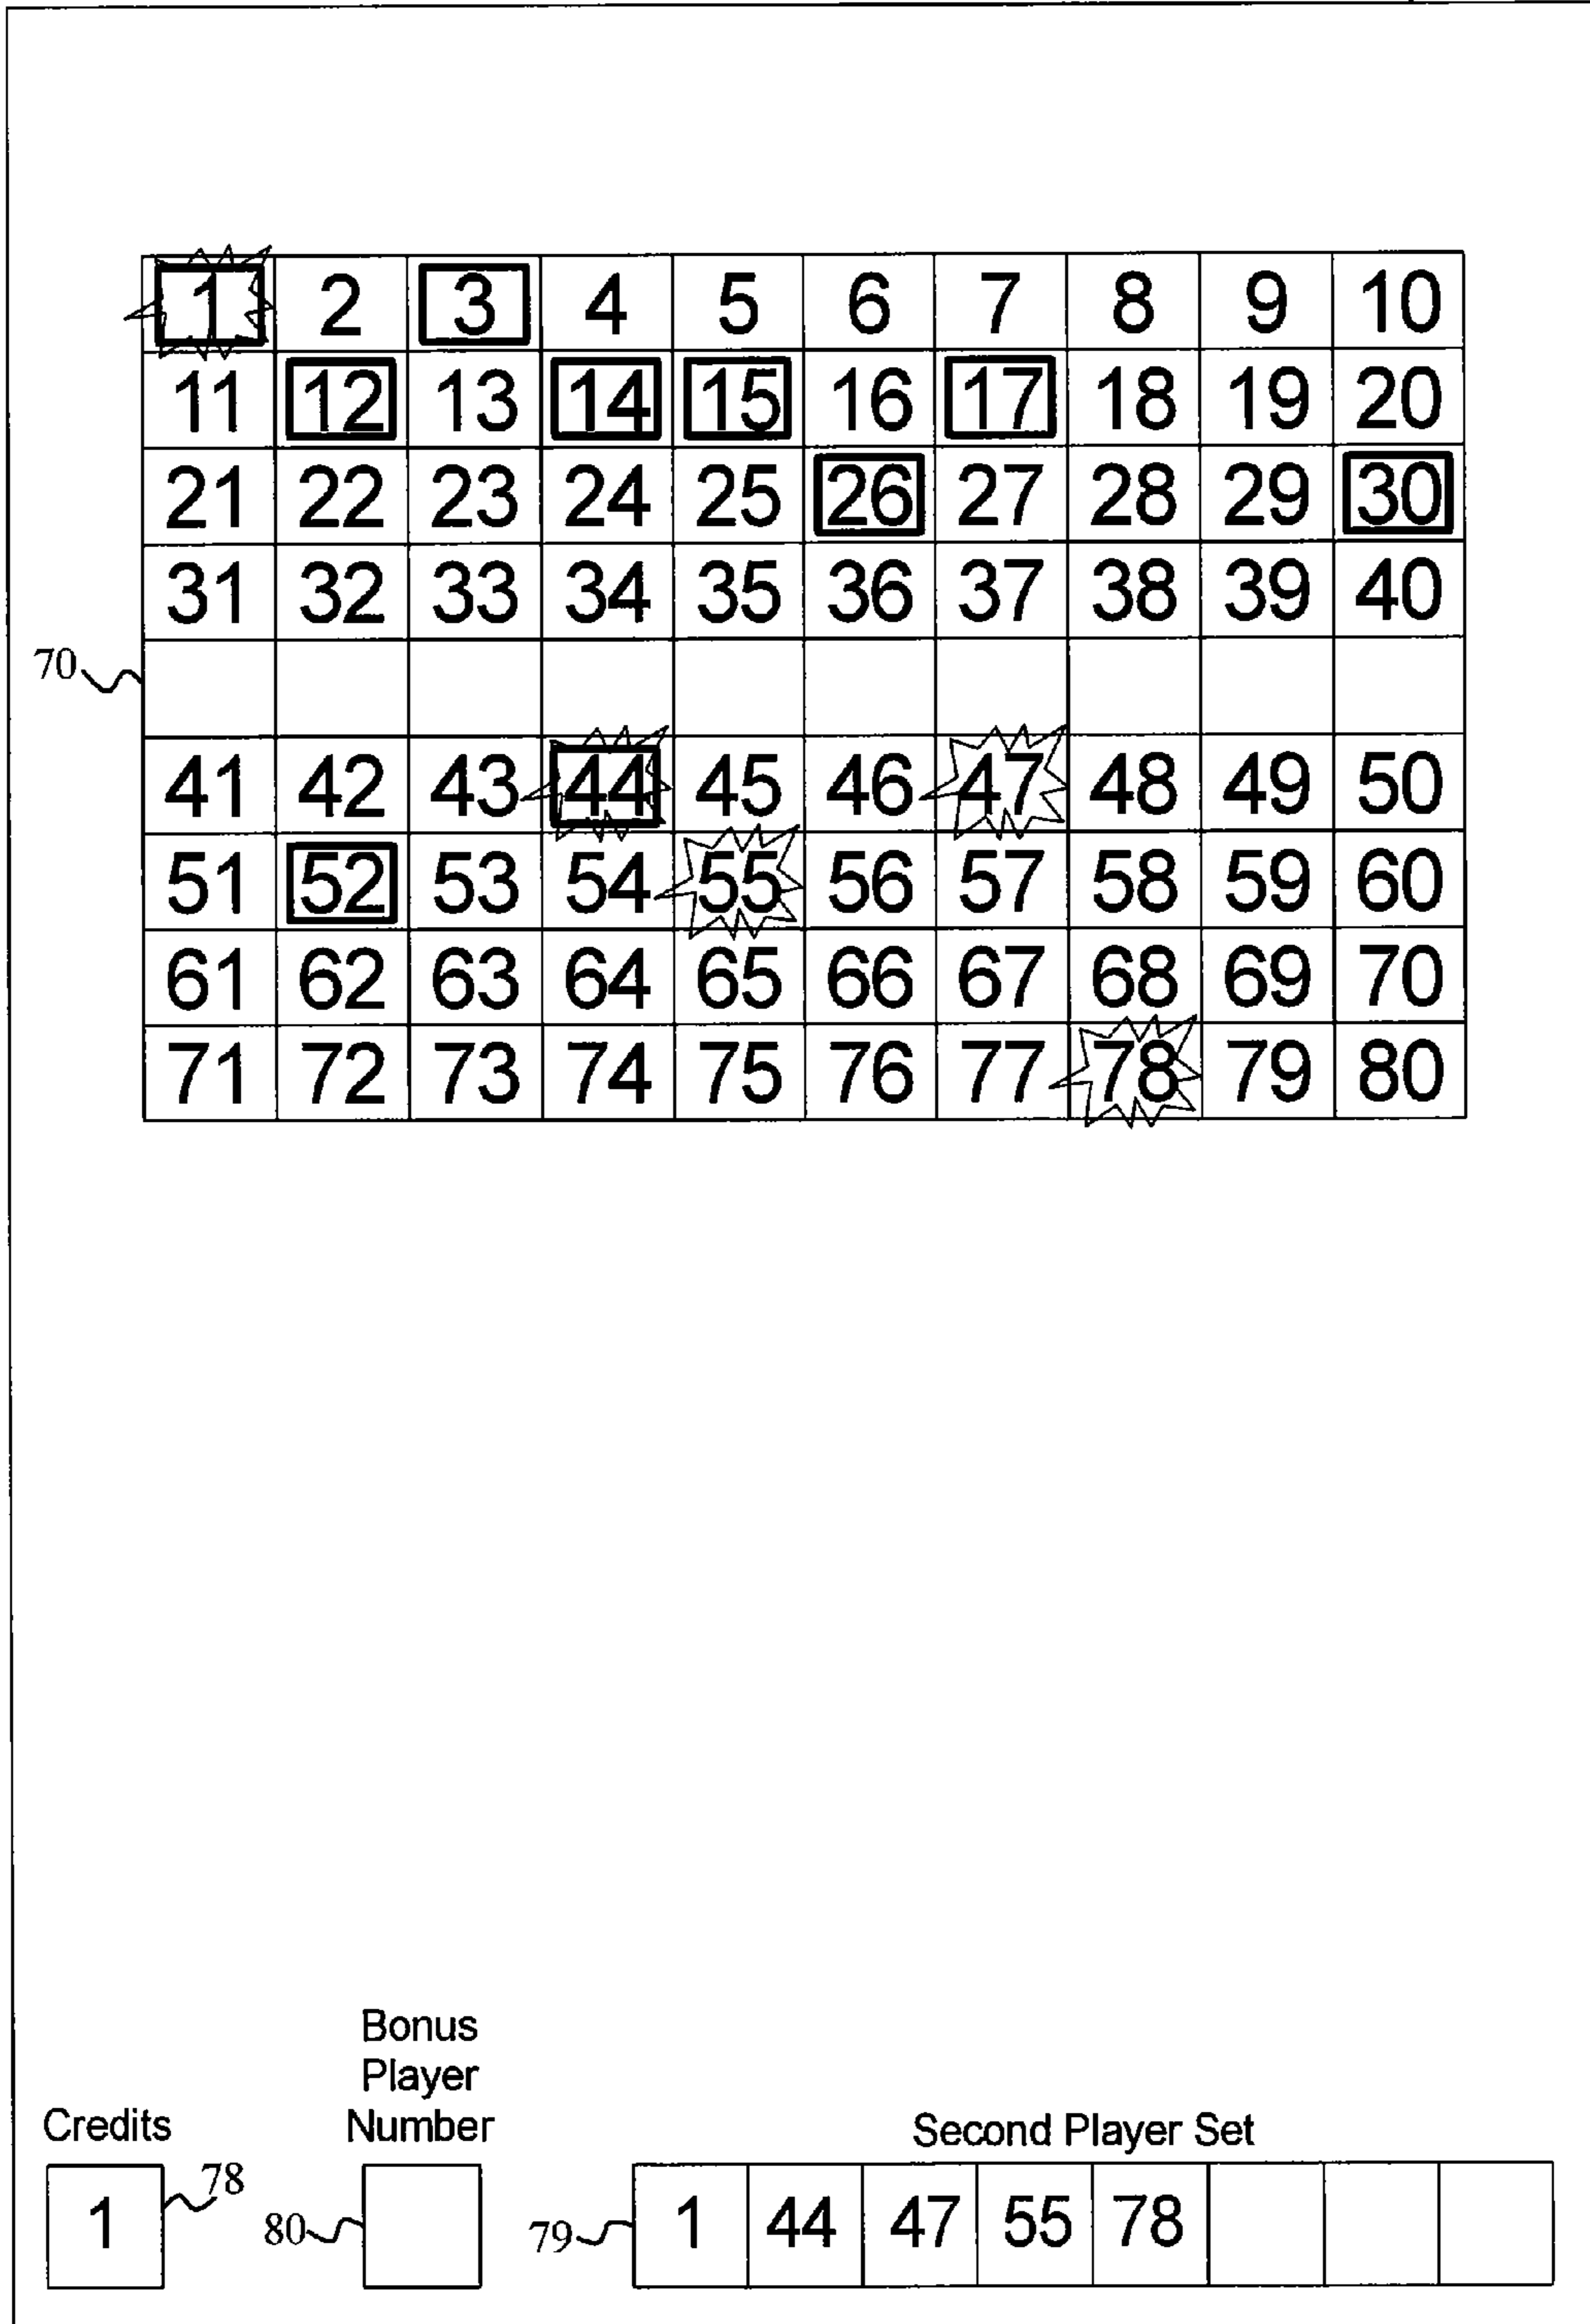 1 2 3 4 5 6 7 8 9 10
11 12 13 14 15 16 17 18 19 20
21 22 23 24 25 26 27 28 29 30
31 32 33 34 35 36 37 38 39 40
70
41 42 43 44 45 46 47 48 49 50
51 52 53 54 55 56 57 58 59 60
61 62 63 64 65 66 67 68 69 70
71 72 73 74 75 76 77 78 79 80
Bonus
Player
Credits Number Second Player Set
1 78 80 79 1 44 47 55 78